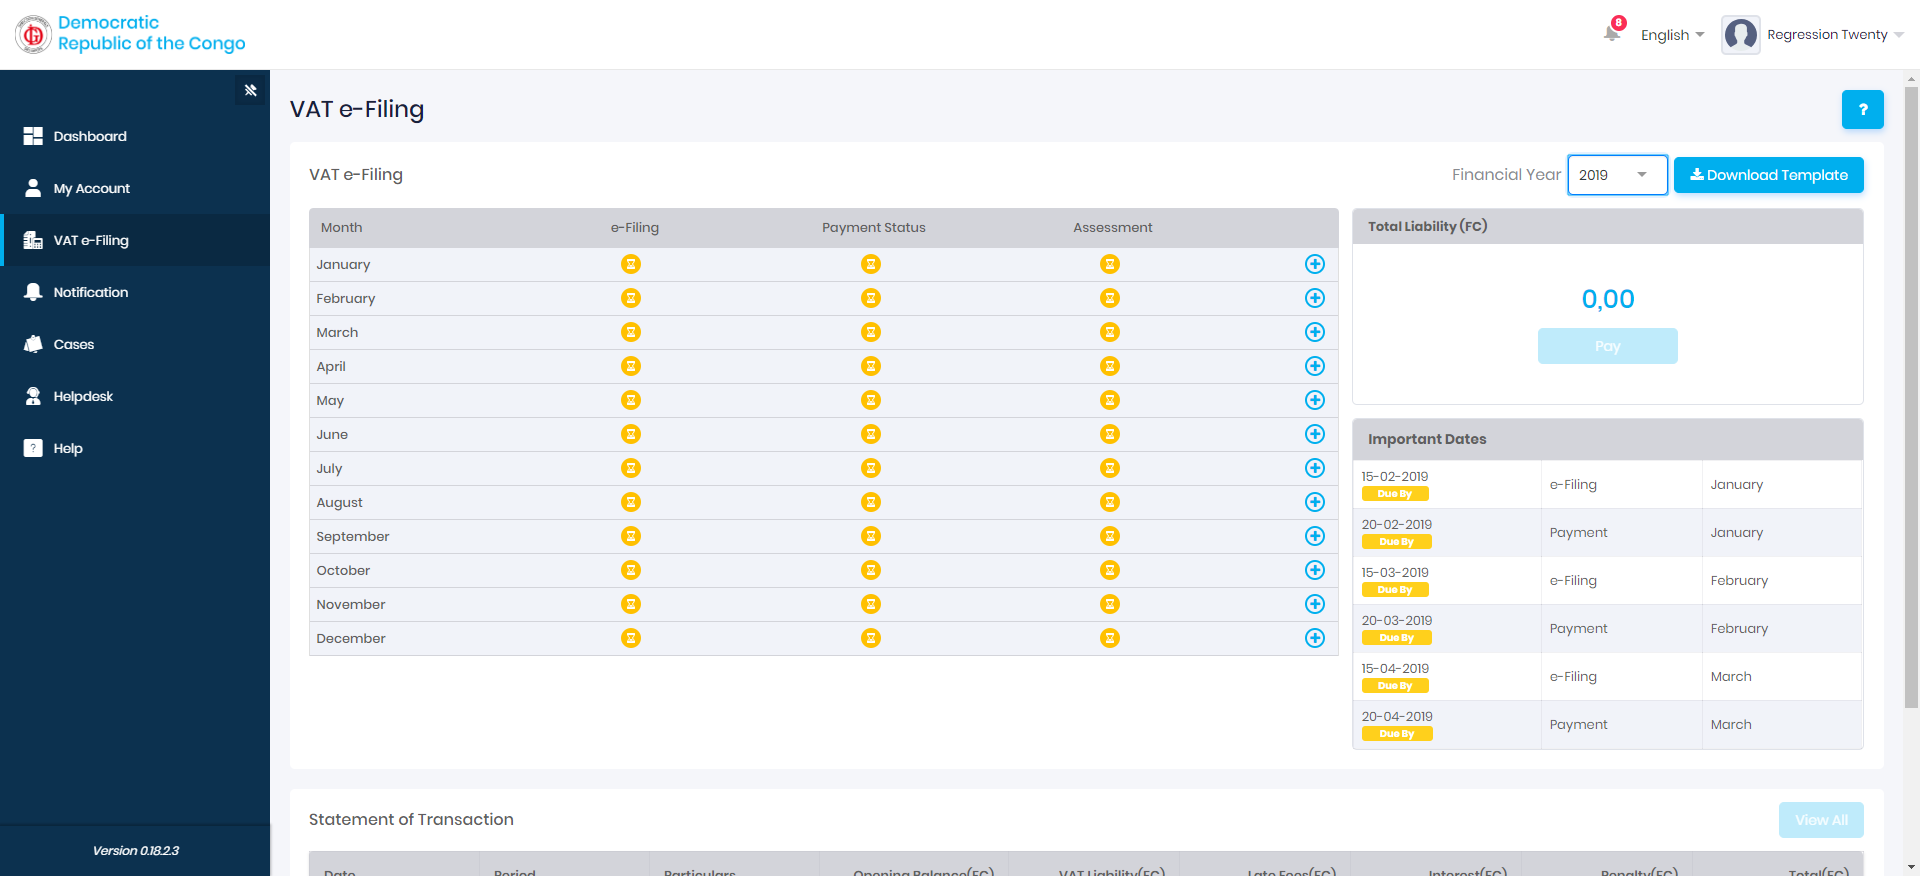 Democratic
Republic of the Congo
8
English
Regression Twenty
Dashboard
My Account
VAT e-Filing
Notification
Cases
Helpdesk
? Help
Version 0.18.2.3
VAT e-Filing
?
VAT e-Filing
Financial Year 2019 Download Template
Month e-Filing Payment Status Assessment
January
February
March
April
May
June
July
August
September
October
November
December
Total Liability (FC)
0,00
Pay
Important Dates
15-02-2019 e-Filing January
Due By
20-02-2019 Payment January
Due By
15-03-2019 e-Filing February
Due By
20-03-2019 Payment February
Due By
15-04-2019 e-Filing March
Due By
20-04-2019 Payment March
Due By
Statement of Transaction
View All
Date Period Particulars Opening Balance(FC) VAT Liability(FC) Late Fees(FC) Interest(FC) Penalty(FC) Total(FC)